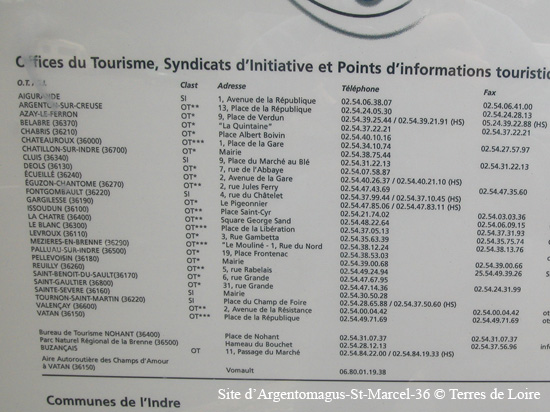 Offices du Tourisme, Syndicats d'Initiative et Points d'informations touristiq
O.T.
Clast Adresse Téléphone Fax
AIGURANDE SI 1, Avenue de la République 02.54.06.38.07 02.54.06.41.00
ARGENTON-SUR-CREUSE OT** 13, Place de la République 02.54.24.05.30 02.54.24.28.13
AZAY-LE-FERRON OT* 9, Place de Verdun 02.54.39.25.44 / 02.54.39.21.91 (HS) 05.24.39.22.88 (HS)
BELABRE (36370) OT* "La Quintaine" 02.54.37.22.21 02.54.37.22.21
CHABRIS (36210) OT* Place Albert Boivin 02.54.40.10.16
CHATEAUROUX (36000) OT*** 1, Place de la Gare 02.54.34.10.74 02.54.27.57.97
CHATILLON-SUR-INDRE (36700) OT* Mairie 02.54.38.75.44
CLUIS (36340) SI 9, Place du Marché au Blé 02.54.31.22.13 02.54.31.22.13
DEOLS (36130) OT* 7, rue de l'Abbaye 02.54.07.58.87
ÉCUEILLÉ (36240) OT* 2, Avenue de la Gare 02.54.40.26.37 / 02.54.40.21.10 (HS)
ÉGUZON-CHANTOME (36270) OT** 2, rue Jules Ferry 02.54.47.43.69 02.54.47.35.60
FONTGOMBAULT (36220) SI 4, rue du Châtelet 02.54.37.99.44 / 02.54.37.10.45 (HS)
GARGILESSE (36190) OT* Le Pigeonnier 02.54.47.85.06 / 02.54.47.83.11 (HS)
ISSOUDUN (36100) OT** Place Saint-Cyr 02.54.21.74.02 02.54.03.03.36
LA CHATRE (36400) OT** Square George Sand 02.54.48.22.64 02.54.06.09.15
LE BLANC (36300) OT*** Place de la Libération 02.54.37.05.13 02.54.37.31.93
LEVROUX (36110) OT* 3, Rue Gambetta 02.54.35.63.39 02.54.35.75.74
MEZIERES-EN-BRENNE (36290) OT*** "Le Mouliné - 1, Rue du Nord 02.54.38.12.24 02.54.38.13.76
PALLUAU-SUR-INDRE (36500) OT* 19, Place Frontenac 02.54.38.53.03
PELLEVOISIN (36180) OT* Mairie 02.54.39.00.68 02.54.39.00.66
REUILLY (36260) OT** 5, rue Rabelais 02.54.49.24.94 25.54.49.39.26
SAINT-BENOIT-DU-SAULT(36170) OT* 6, rue Grande 02.54.47.67.95
SAINT-GAULTIER (36800) OT* 31, rue Grande 02.54.47.14.36 02.54.24.31.99
SAINTE-SEVERE (36160) SI Mairie 02.54.30.50.28
TOURNON-SAINT-MARTIN (36220) SI Place du Champ de Foire 02.54.28.65.88 / 02.54.37.50.60 (HS)
VALENÇAY (36600) OT** 2, Avenue de la Résistance 02.54.00.04.42 02.54.00.04.42
VATAN (36150) OT*** Place de la République 02.54.49.71.69 02.54.49.71.69
Bureau de Tourisme NOHANT (36400) Place de Nohant 02.54.31.07.37 02.54.31.07.37
Parc Naturel Régional de la Brenne (36500) Hameau du Bouchet 02.54.28.12.13 02.54.37.56.96
BUZANÇAIS OT 11, Passage du Marché 02.54.84.22.00 / 02.54.84.19.33 (HS)
Aire Autoroutière des Champs d'Amour
à VATAN (36150) Vornault 06.80.01.19.38
Site d'Argentomagus-St-Marcel-36 © Terres de Loire
Communes de l'Indre